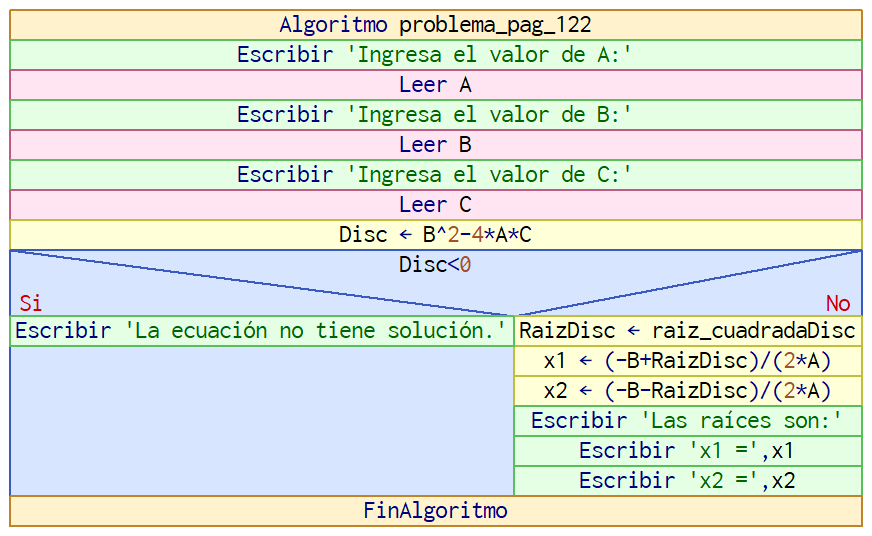 Algoritmo problema_pag_122
Escribir 'Ingresa el valor de A:'
Leer A
Escribir 'Ingresa el valor de B:'
Leer B
Escribir 'Ingresa el valor de C:'
Leer C
Disc ← B^2-4*A*C
Disc<0
Si No
Escribir 'La ecuación no tiene solución.' RaizDisc ← raiz_cuadradaDisc
x1 ← (-B+RaizDisc)/(2*A)
x2 ← (-B-RaizDisc)/(2*A)
Escribir 'Las raíces son:'
Escribir 'x1 =',x1
Escribir 'x2 =',x2
FinAlgoritmo